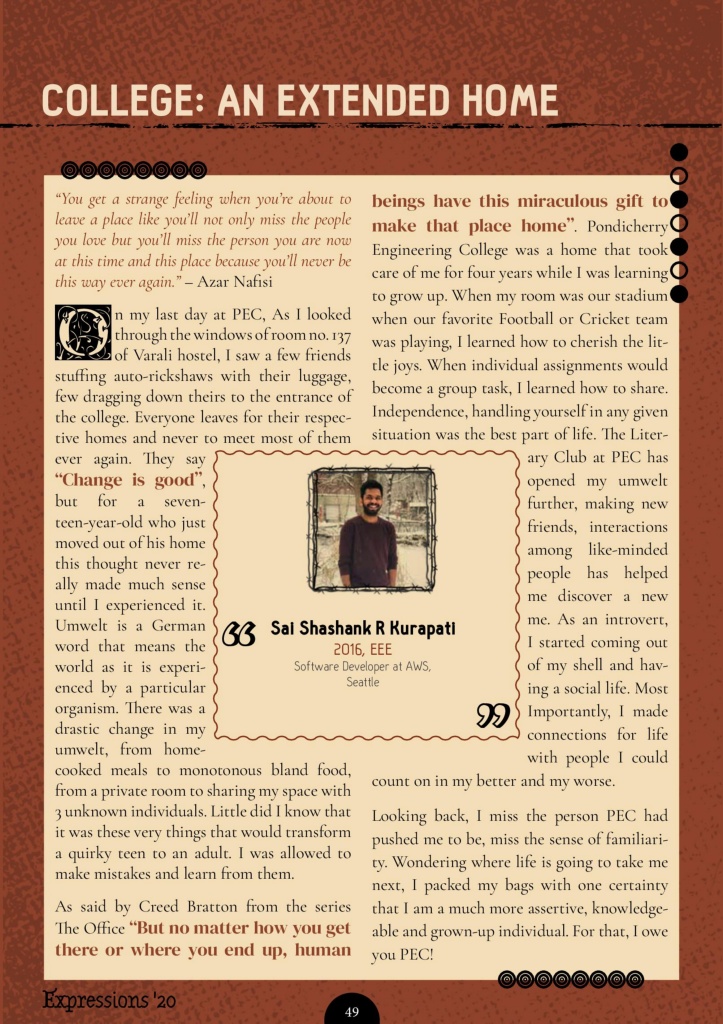 COLLEGE: AN EXTENDED HOME
“You get a strange feeling when you’re about to
leave a place like you’ll not only miss the people
you love but you’ll miss the person you are now
at this time and this place because you’ll never be
this way ever again.” – Azar Nafisi
On my last day at PEC, As I looked
through the windows of room no. 137
of Varali hostel, I saw a few friends
stuffing auto-rickshaws with their luggage,
few dragging down theirs to the entrance of
the college. Everyone leaves for their respec-
tive homes and never to meet most of them
ever again. They say
“Change is good”,
but for a seven-
teen-year-old who just
moved out of his home
this thought never re-
ally made much sense
until I experienced it.
Umwelt is a German
word that means the
world as it is experi-
enced by a particular
organism. There was a
drastic change in my
umwelt, from home-
cooked meals to monotonous bland food,
from a private room to sharing my space with
3 unknown individuals. Little did I know that
it was these very things that would transform
a quirky teen to an adult. I was allowed to
make mistakes and learn from them.
As said by Creed Bratton from the series
The Office “But no matter how you get
there or where you end up, human
beings have this miraculous gift to
make that place home”. Pondicherry
Engineering College was a home that took
care of me for four years while I was learning
to grow up. When my room was our stadium
when our favorite Football or Cricket team
was playing, I learned how to cherish the lit-
tle joys. When individual assignments would
become a group task, I learned how to share.
Independence, handling yourself in any given
situation was the best part of life. The Liter-
ary Club at PEC has
opened my umwelt
further, making new
friends, interactions
among like-minded
people has helped
me discover a new
me. As an introvert,
I started coming out
of my shell and hav-
ing a social life. Most
Importantly, I made
connections for life
with people I could
count on in my better and my worse.
Looking back, I miss the person PEC had
pushed me to be, miss the sense of familiari-
ty. Wondering where life is going to take me
next, I packed my bags with one certainty
that I am a much more assertive, knowledge-
able and grown-up individual. For that, I owe
you PEC!
“
Sai Shashank R Kurapati
2016, EEE
Software Developer at AWS,
Seattle
”
Expressions '20
49